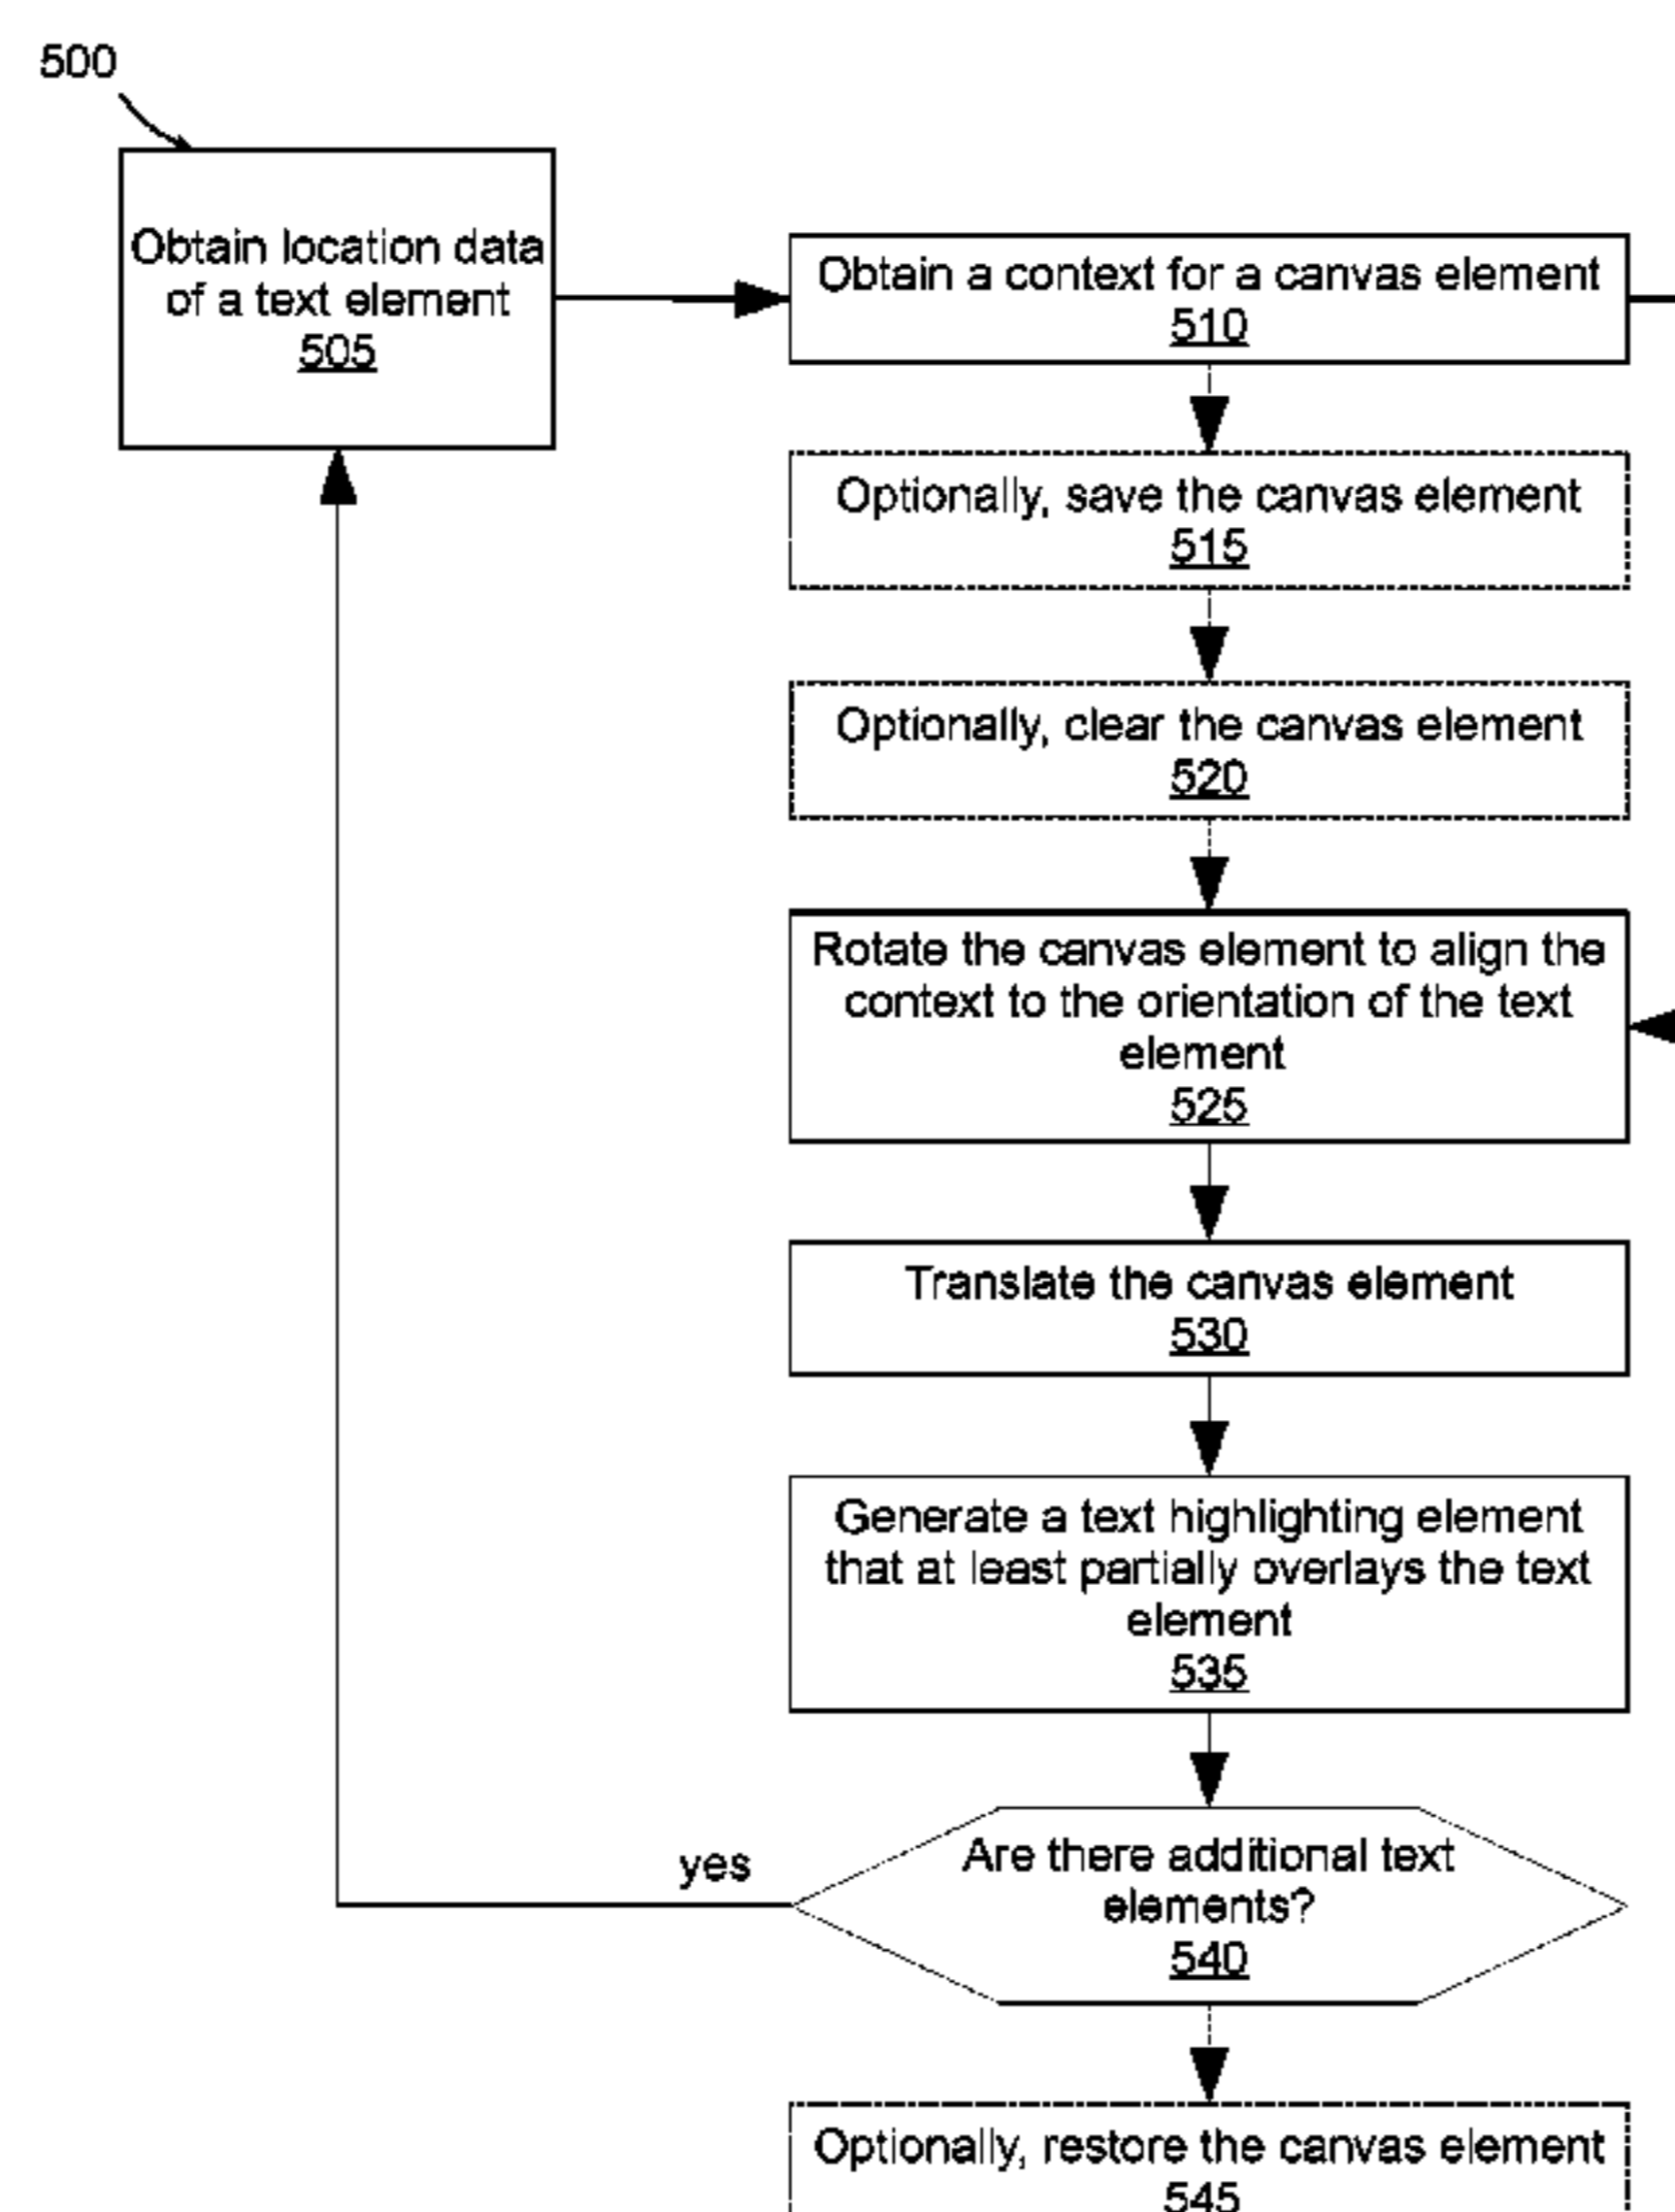 500
Obtain location data
of a text element
505
Obtain a context for a canvas element
510
Optionally, save the canvas element
515
Optionally, clear the canvas element
520
Rotate the canvas element to align the
context to the orientation of the text
element
525
Translate the canvas element
530
Generate a text highlighting element
that at least partially overlays the text
element
535
yes
Are there additional text
elements?
540
Optionally, restore the canvas element
545